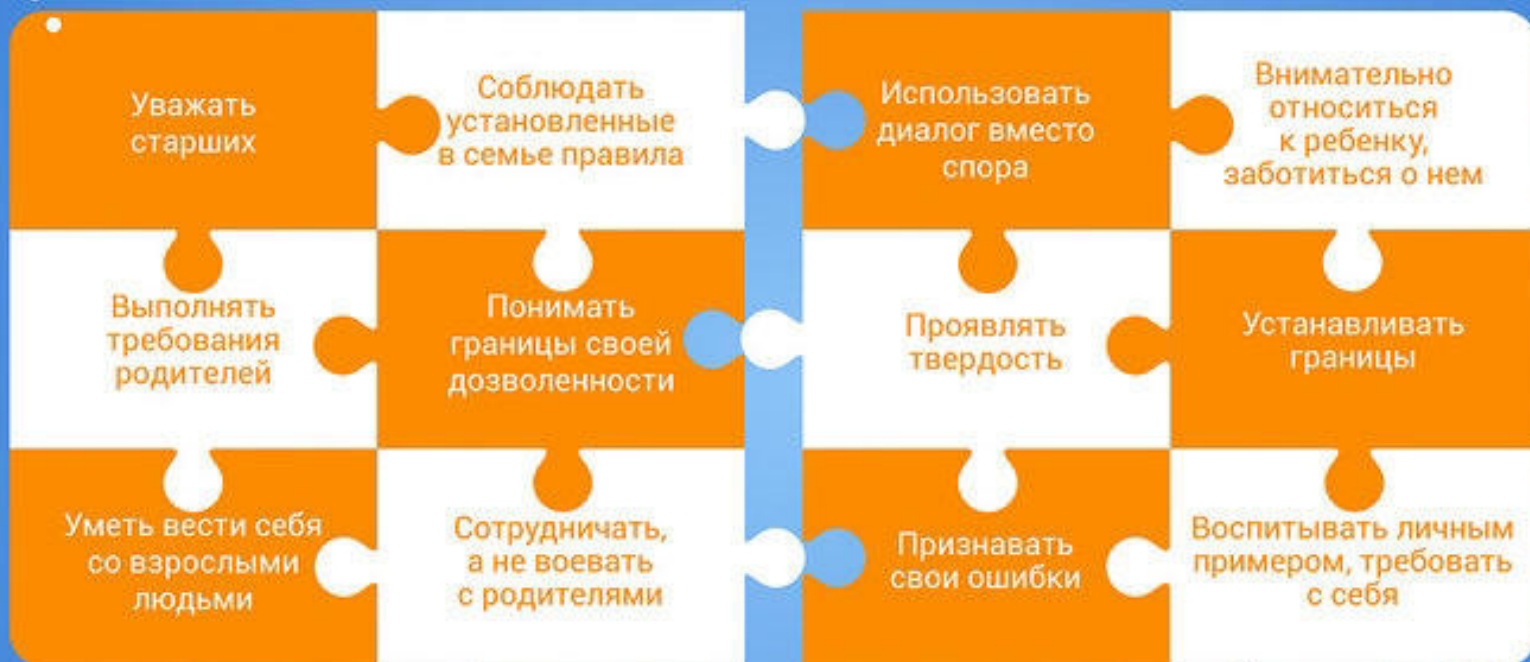 Уважать
старших
Соблюдать
установленные
в семье правила
Использовать
диалог вместо
спора
Внимательно
относиться
к ребенку,
заботиться о нем
Выполнять
требования
родителей
Понимать
границы своей
дозволенности
Проявлять
твердость
Устанавливать
границы
Уметь вести себя
со взрослыми
людьми
Сотрудничать,
а не воевать
с родителями
Признавать
свои ошибки
Воспитывать личным
примером, требовать
с себя